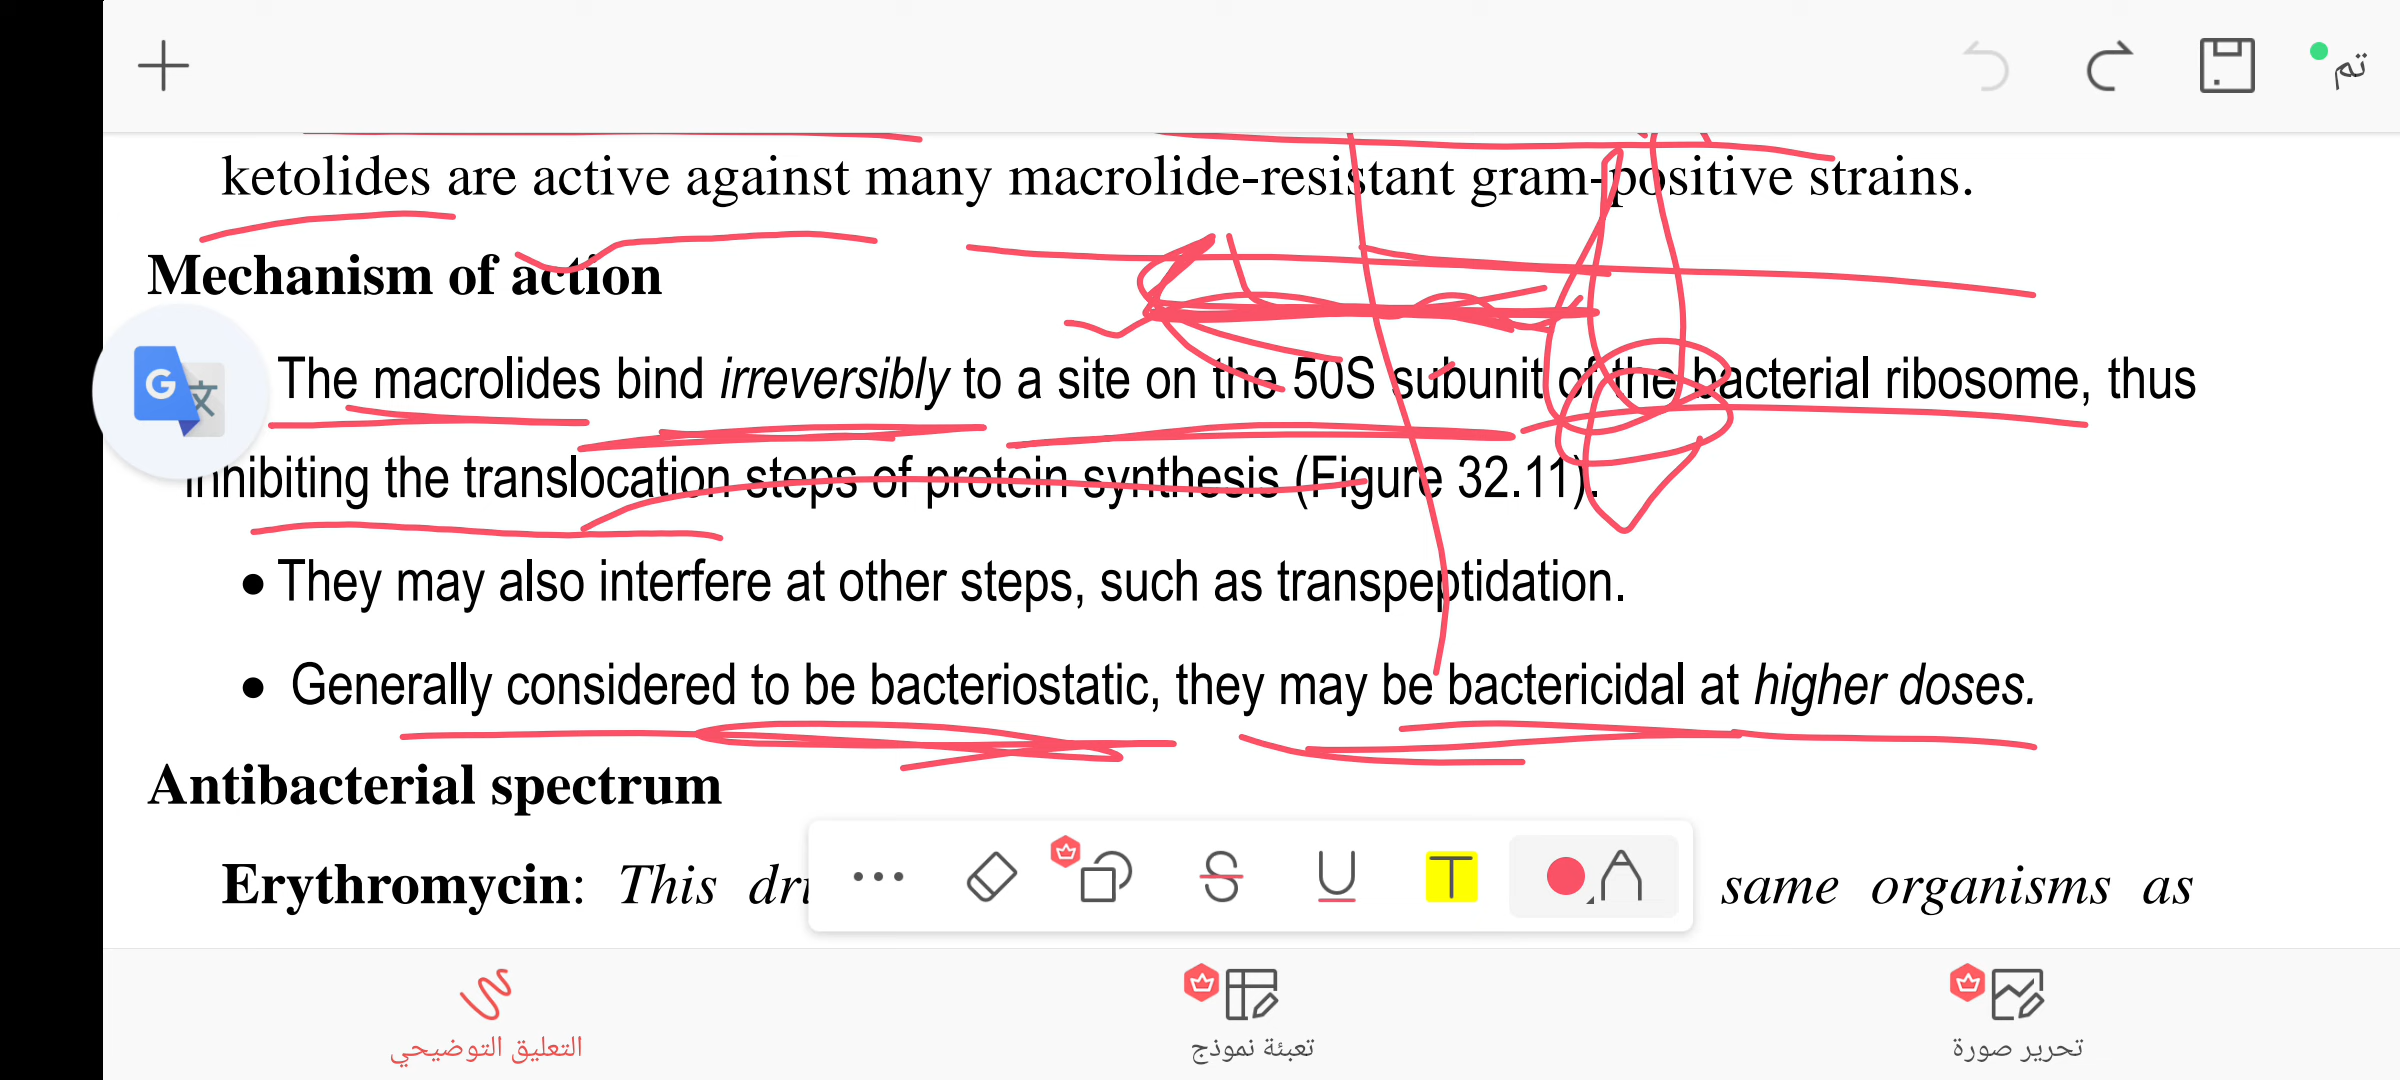 تم
ketolides are active against many macrolide-resistant gram-positive strains.
Mechanism of action
The macrolides bind irreversibly to a site on the 50S subunit of the bacterial ribosome, thus
inhibiting the translocation steps of protein synthesis (Figure 32.11).
• They may also interfere at other steps, such as transpeptidation.
• Generally considered to be bacteriostatic, they may be bactericidal at higher doses.
Antibacterial spectrum
Erythromycin: This same organisms as
التعليق التوضيحي
تعبئة نموذج
تحرير صورة